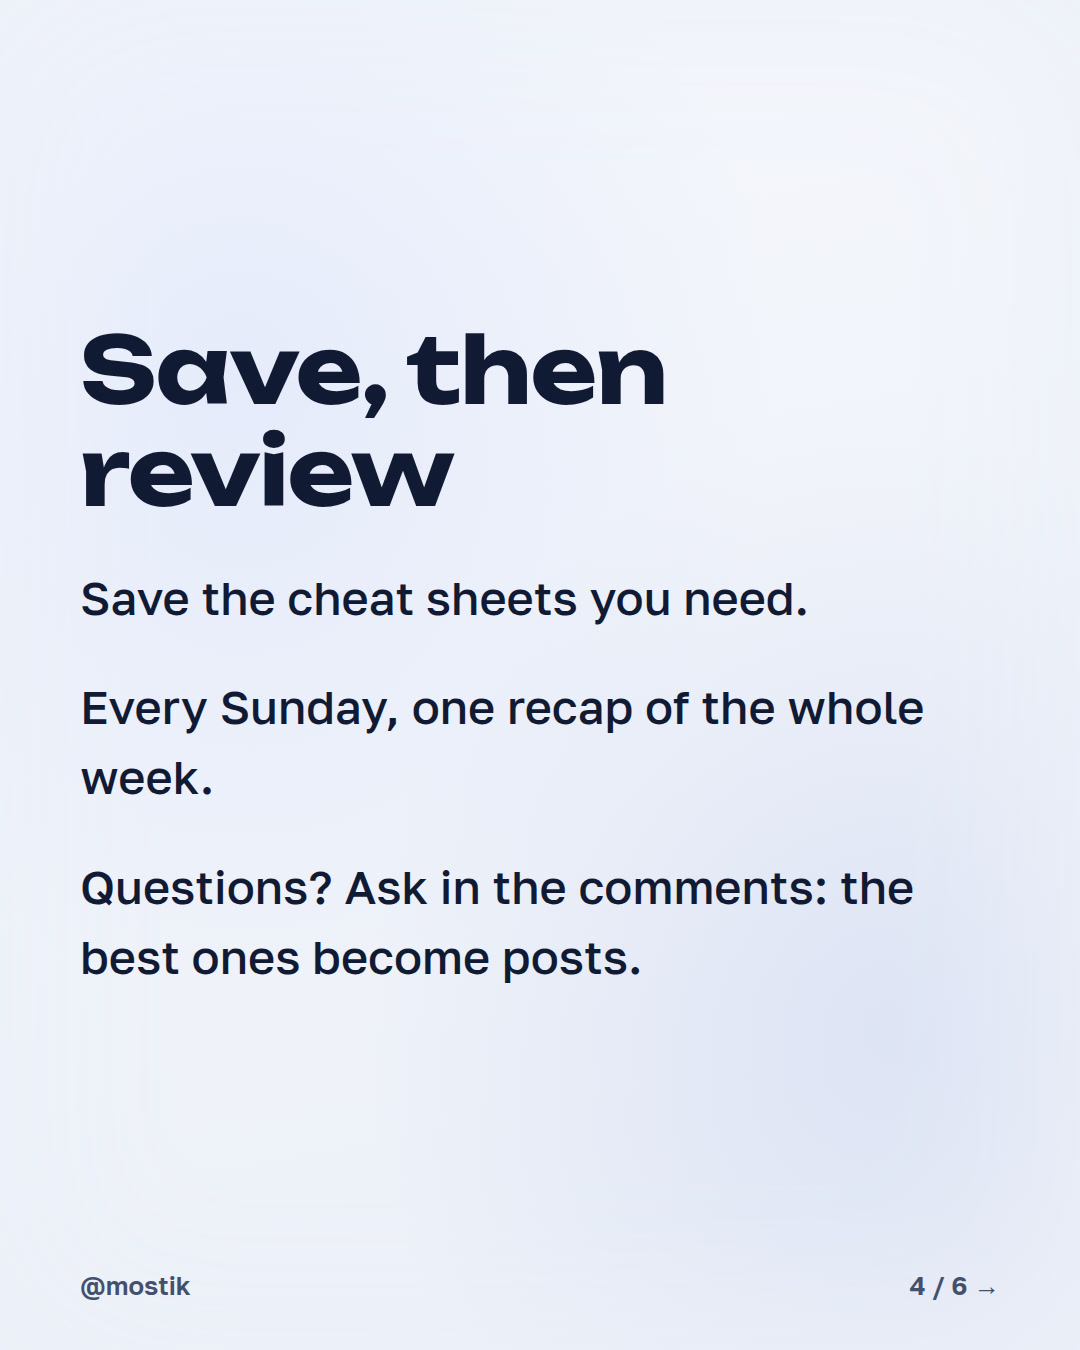 Save, then
review
Save the cheat sheets you need.
Every Sunday, one recap of the whole
week.
Questions? Ask in the comments: the
best ones become posts.
@mostik
4 / 6 →